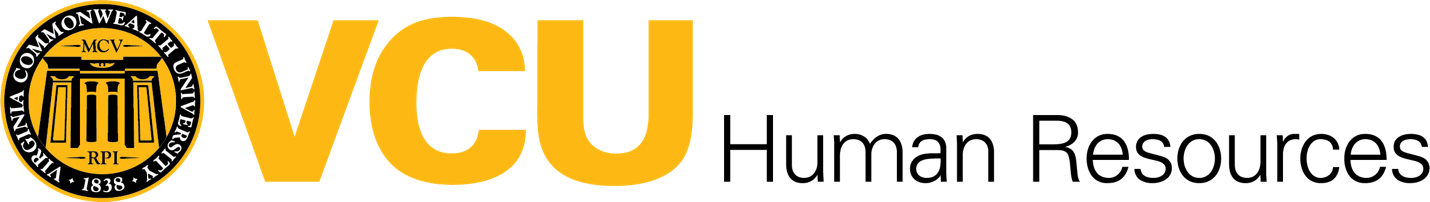 VIRGINIA COMMONWEALTH UNIVERSITY
MCV
RPI
· 1838 ·
VCU Human Resources